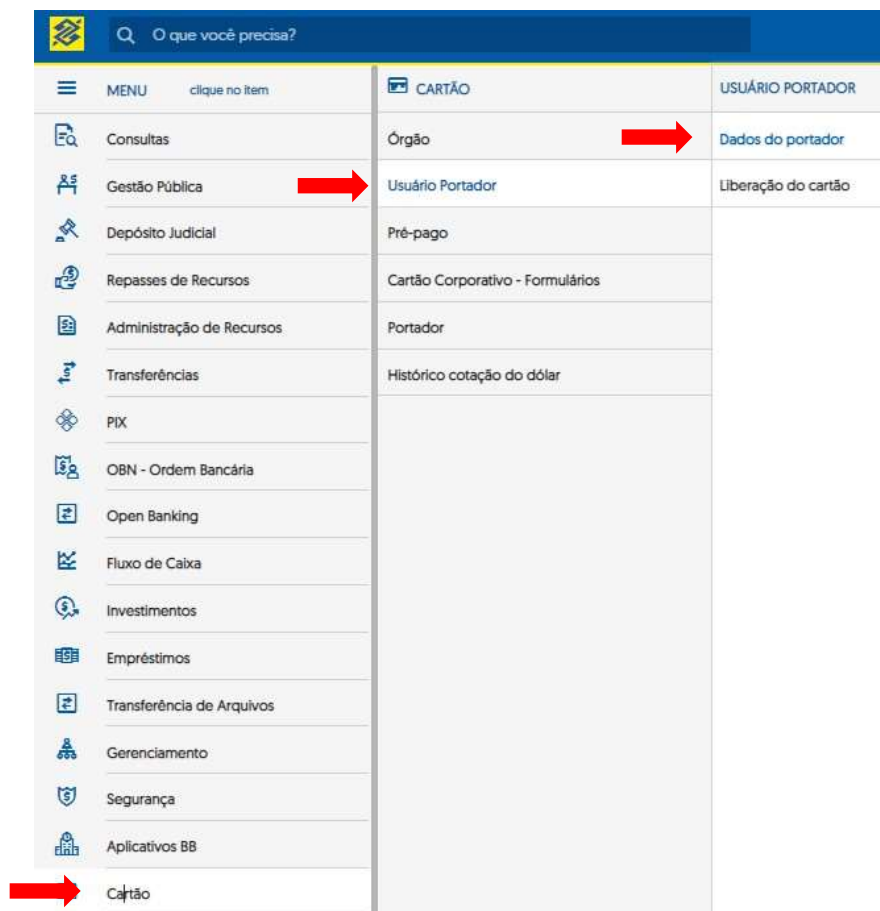 O que você precisa?
MENU clique no item
Consultas
Gestão Pública
Depósito Judicial
Repasses de Recursos
Administração de Recursos
Transferências
PIX
OBN - Ordem Bancária
Open Banking
Fluxo de Caixa
Investimentos
Empréstimos
Transferência de Arquivos
Gerenciamento
Segurança
Aplicativos BB
Cartão
CARTÃO
Órgão
Usuário Portador
Pré-pago
Cartão Corporativo - Formulários
Portador
Histórico cotação do dólar
USUÁRIO PORTADOR
Dados do portador
Liberação do cartão